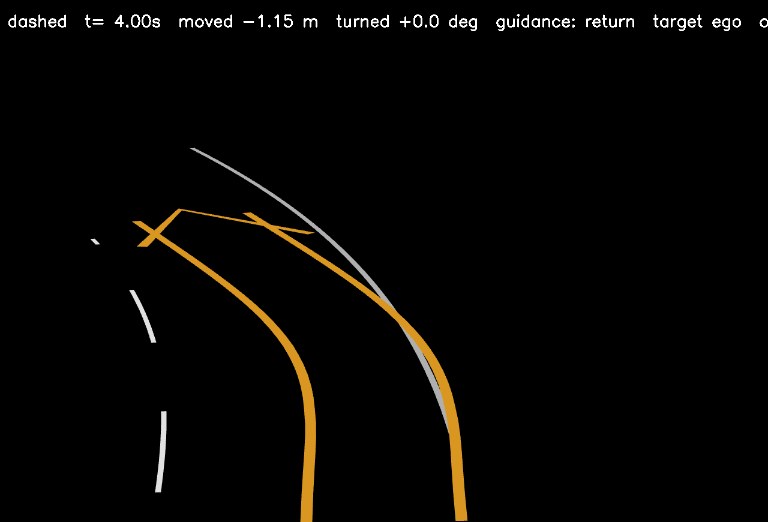 dashed t= 4.00s moved −1.15 m turned +0.0 deg guidance: return target ego